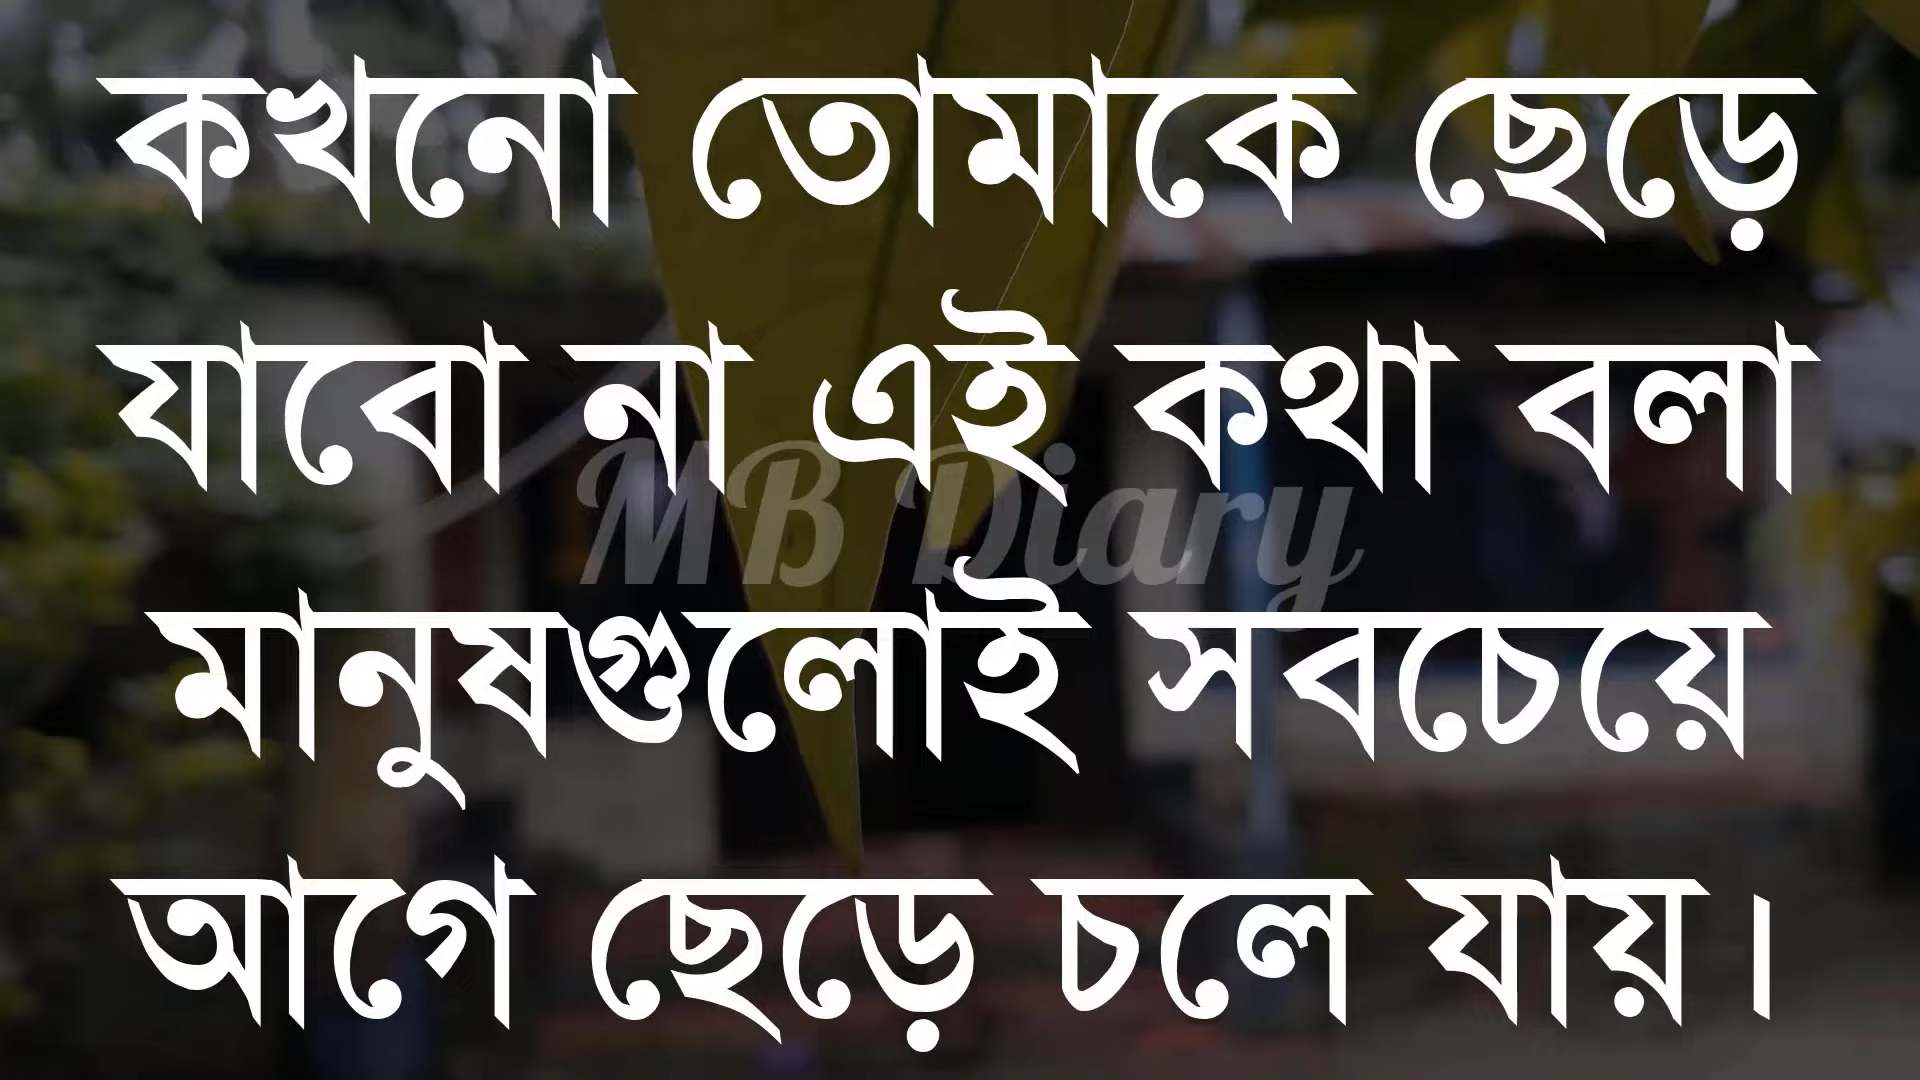 কখনো তোমাকে ছেড়ে
যাবো না এই কথা বলা
MB Diary
মানুষগুলোই সবচেয়ে
আগে ছেড়ে চলে যায়।